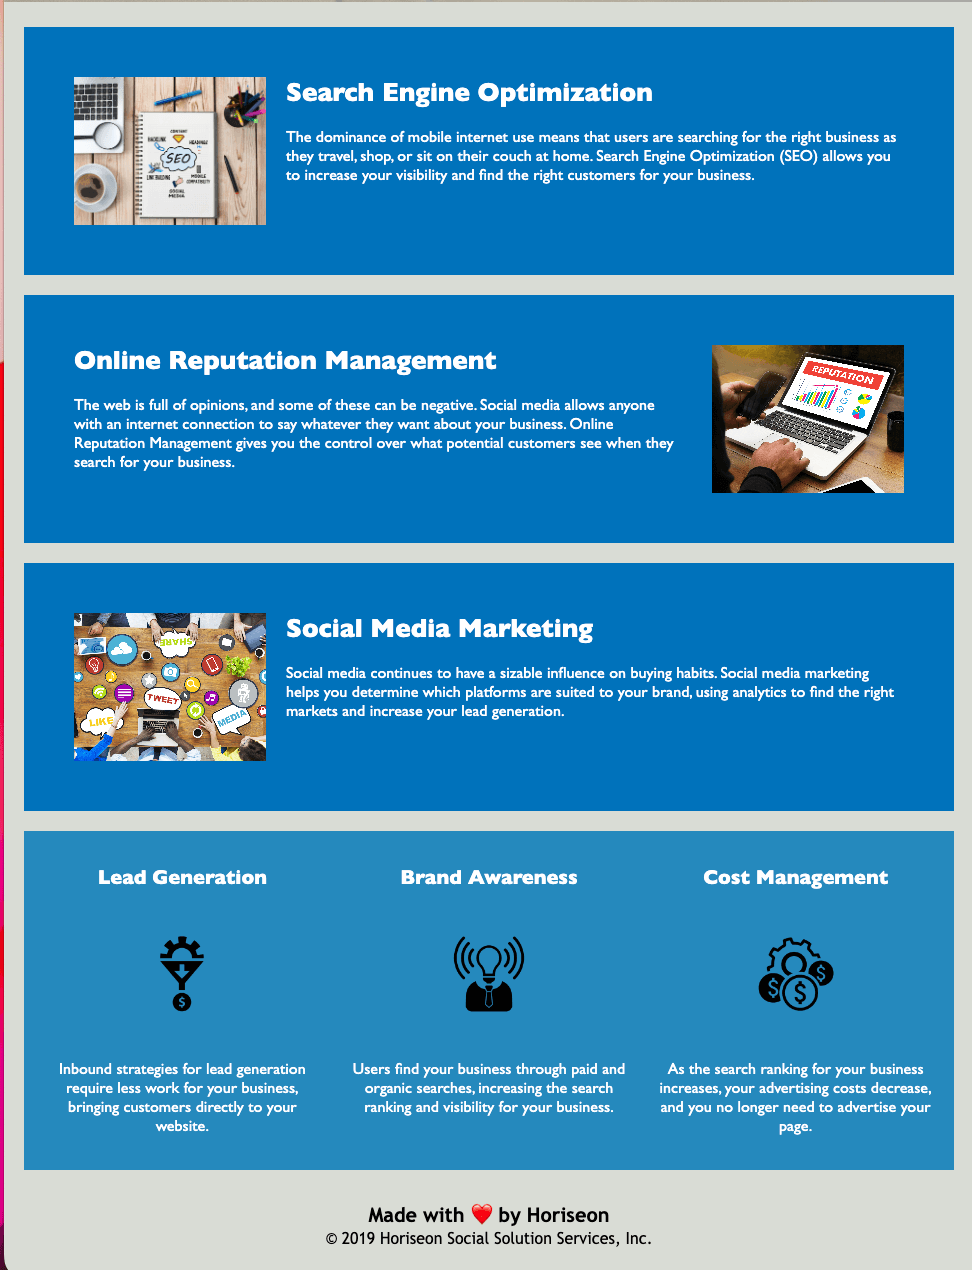 Search Engine Optimization
The dominance of mobile internet use means that users are searching for the right business as
they travel, shop, or sit on their couch at home. Search Engine Optimization (SEO) allows you
to increase your visibility and find the right customers for your business.
CONTENT
BACKLINK
HEADINGS
SEO
LINK BUILDING
MOBILE
COMPATIBILITY
SOCIAL
MEDIA
Online Reputation Management
The web is full of opinions, and some of these can be negative. Social media allows anyone
with an internet connection to say whatever they want about your business. Online
Reputation Management gives you the control over what potential customers see when they
search for your business.
REPUTATION
Social Media Marketing
Social media continues to have a sizable influence on buying habits. Social media marketing
helps you determine which platforms are suited to your brand, using analytics to find the right
markets and increase your lead generation.
SHARE
TWEET
LIKE
MEDIA
Lead Generation
Brand Awareness
Cost Management
$
$
$
$
Inbound strategies for lead generation
require less work for your business,
bringing customers directly to your
website.
Users find your business through paid and
organic searches, increasing the search
ranking and visibility for your business.
As the search ranking for your business
increases, your advertising costs decrease,
and you no longer need to advertise your
page.
Made with ❤️ by Horiseon
© 2019 Horiseon Social Solution Services, Inc.